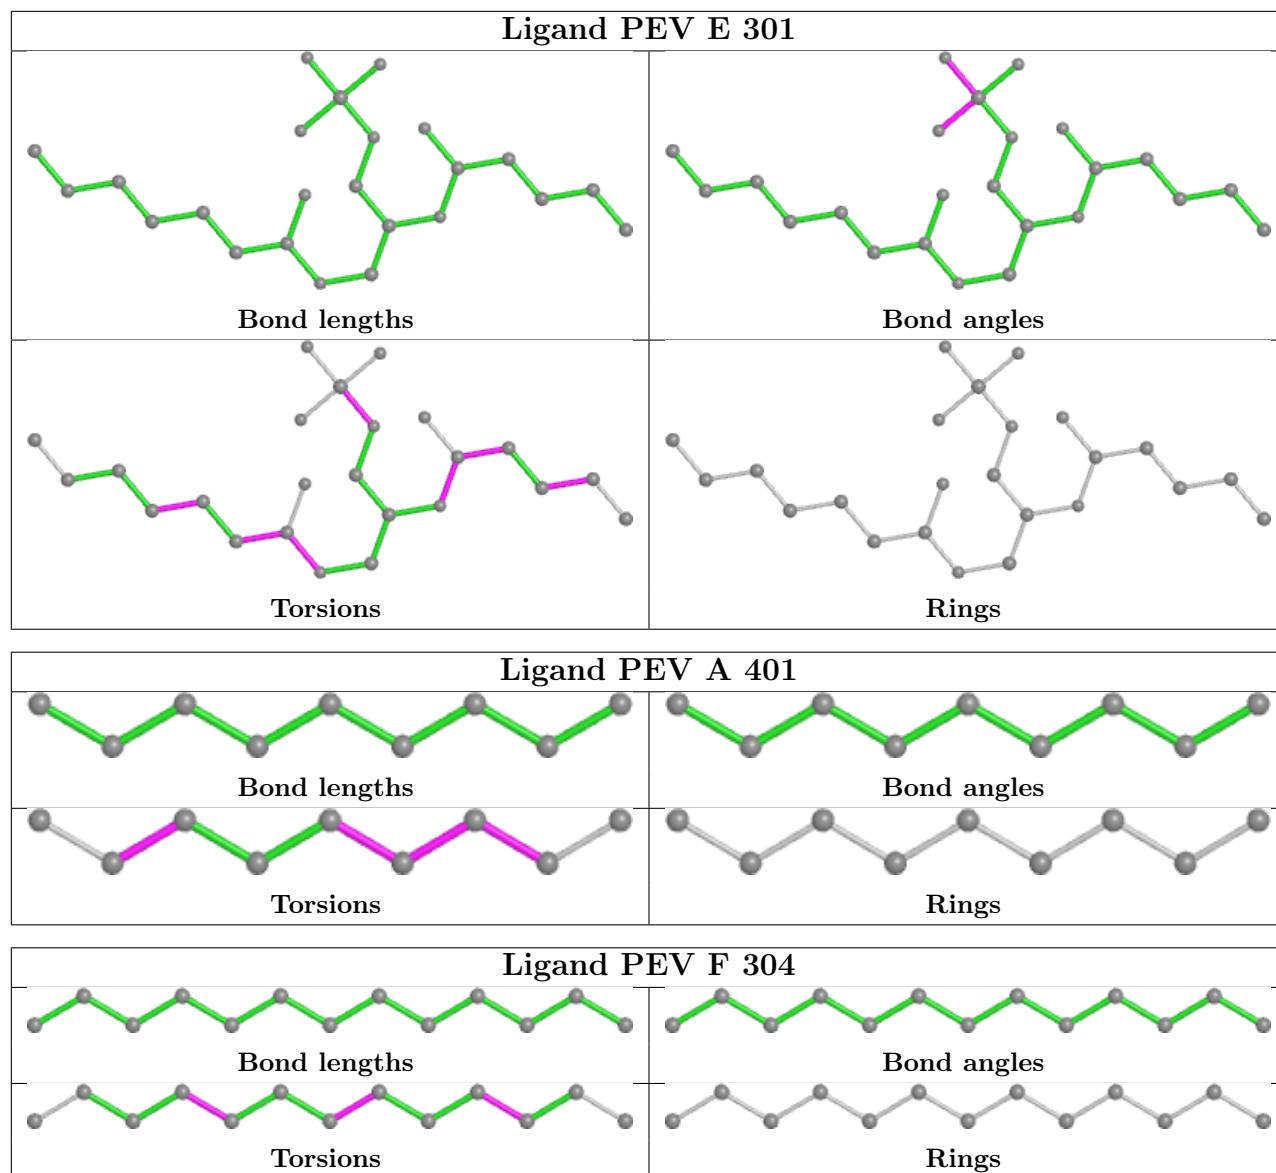 Ligand PEV E 301
Bond lengths
Bond angles
Torsions
Rings
Ligand PEV A 401
Bond lengths
Bond angles
Torsions
Rings
Ligand PEV F 304
Bond lengths
Bond angles
Torsions
Rings